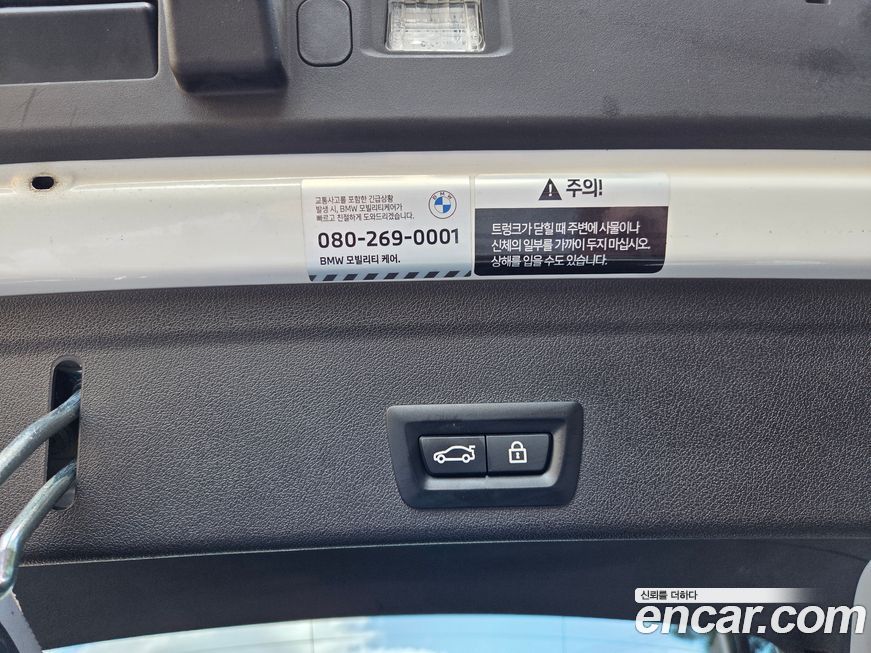 교통사고를 포함한 긴급상황
발생 시, BMW 모빌리티케어가
빠르고 친절하게 도와드리겠습니다.
BMW
080-269-0001
BMW 모빌리티 케어.
주의!
트렁크가 닫힐 때 주변에 사물이나
신체의 일부를 가까이 두지 마십시오.
상해를 입을 수도 있습니다.
신뢰를 더하다
encar.com